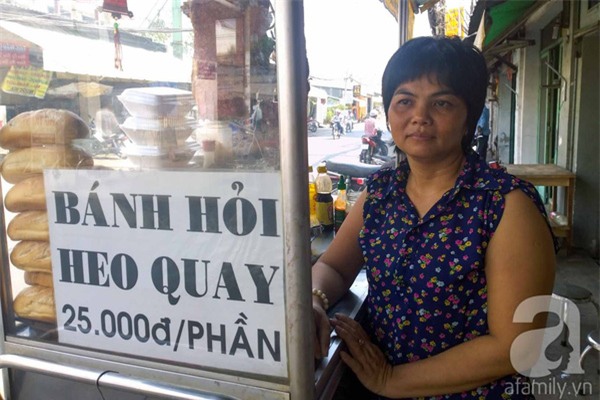 BÁNH HỎI
HEO QUAY
25.000đ/PHẦN
afamily.vn